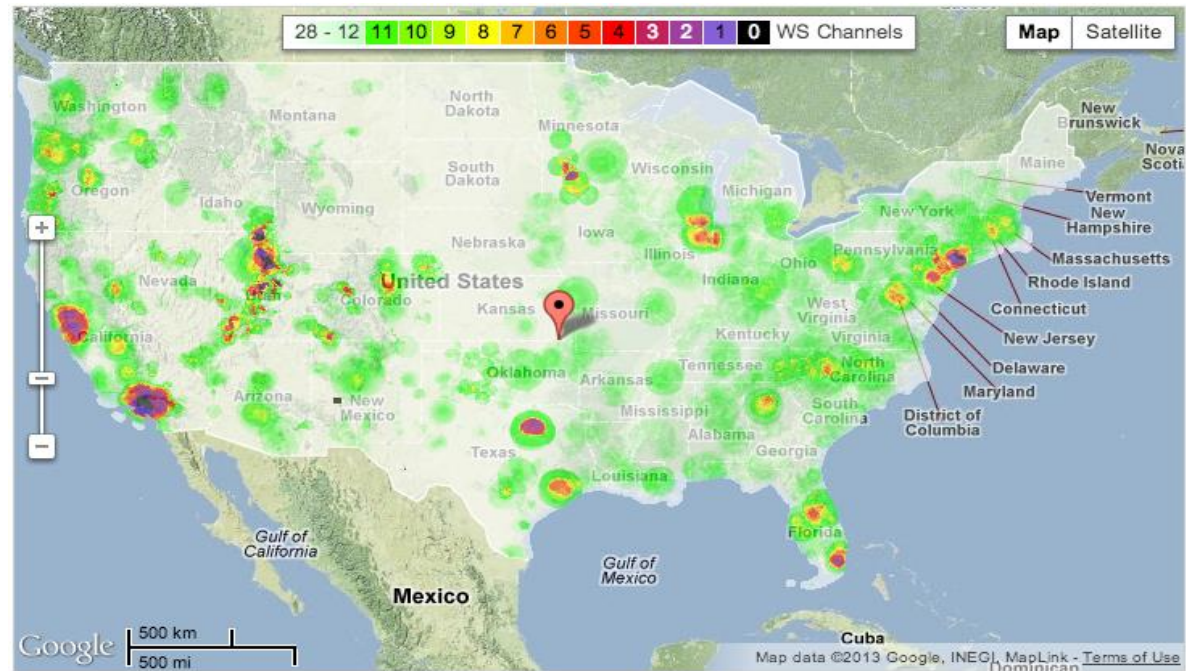 28 - 12 11 10 9 8 7 6 5 4 3 2 1 0 WS Channels
Map Satellite
Washington
Montana
North
Dakota
Minnesota
New
Brunswick
Nova
Scoti
Maine
Oregon
Idaho
Wyoming
South
Dakota
Wisconsin
Michigan
Vermont
New York
New
Hampshire
Nebraska
Iowa
Illinois
Indiana
Ohio
Pennsylvania
Massachusetts
Rhode Island
Connecticut
Nevada
Utah
Colorado
United States
Kansas
Missouri
West
Virginia
Virginia
Kentucky
New Jersey
California
Delaware
Maryland
District of
Columbia
Arizona
New
Mexico
Oklahoma
Arkansas
Tennessee
North
Carolina
South
Carolina
Mississippi
Alabama
Georgia
Texas
Louisiana
Florida
Gulf of
California
Gulf of
Mexico
Mexico
Cuba
Google
500 km
500 mi
Map data ©2013 Google, INEGI, MapLink - Terms of Use
Dominican